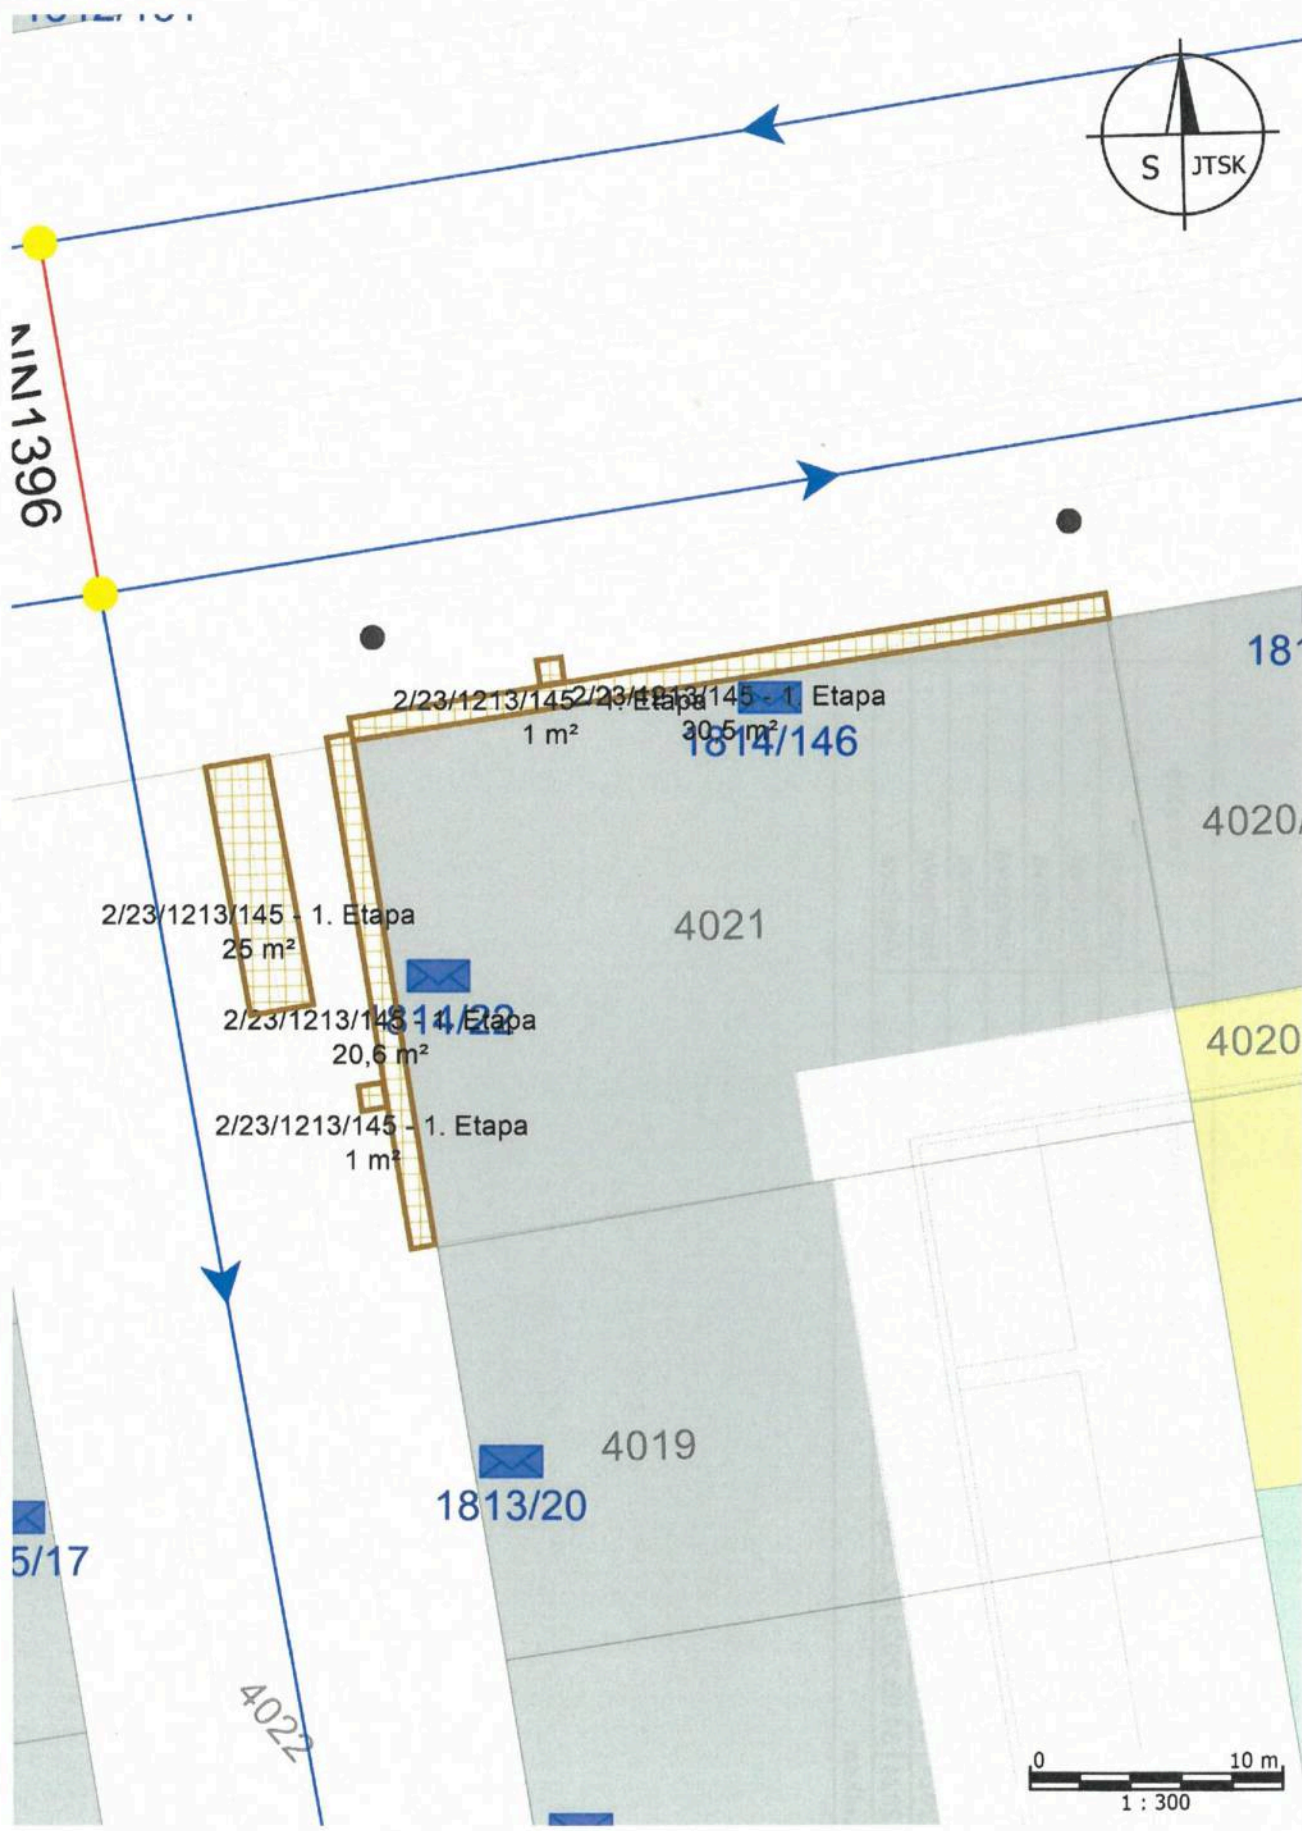 S JTSK
NN1396
181
2/23/1213/145 - 1. Etapa
1 m²
2/23/1213/145 - 1. Etapa
30,5 m²
1814/146
4020/
4021
2/23/1213/145 - 1. Etapa
25 m²
1814/22
2/23/1213/145 - 1. Etapa
20,6 m²
4020
2/23/1213/145 - 1. Etapa
1 m²
4019
1813/20
5/17
4022
0 10 m
1 : 300